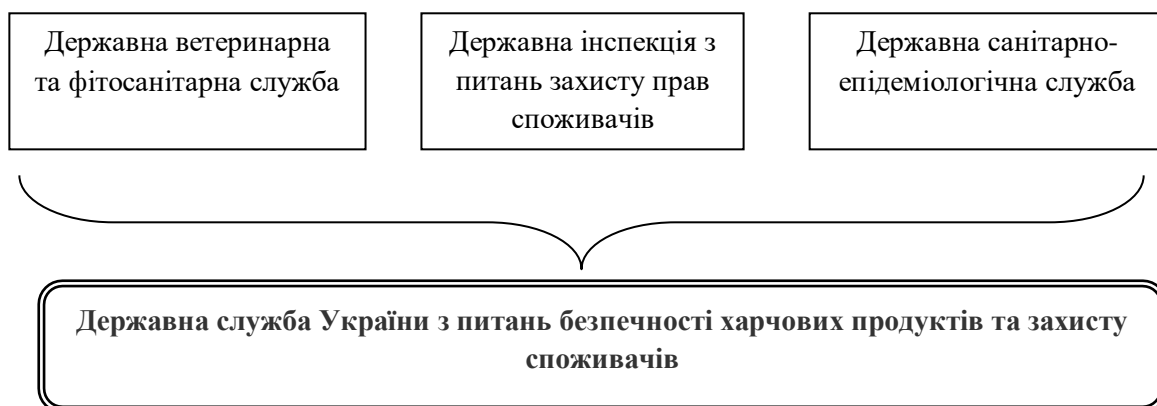 Державна ветеринарна
та фітосанітарна служба
Державна інспекція з
питань захисту прав
споживачів
Державна санітарно-
епідеміологічна служба
Державна служба України з питань безпечності харчових продуктів та захисту
споживачів